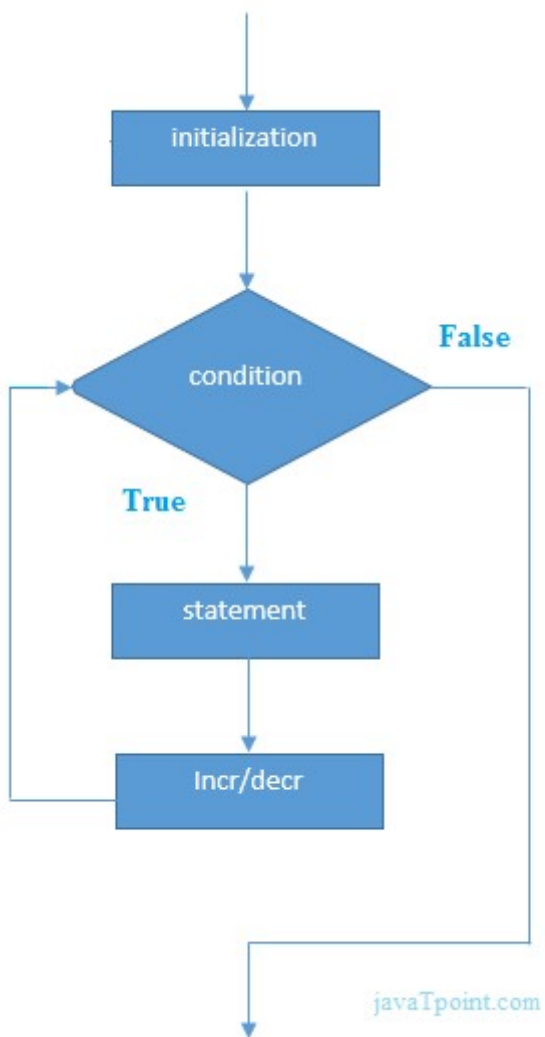 initialization
condition
False
True
statement
Incr/decr
javaTpoint.com